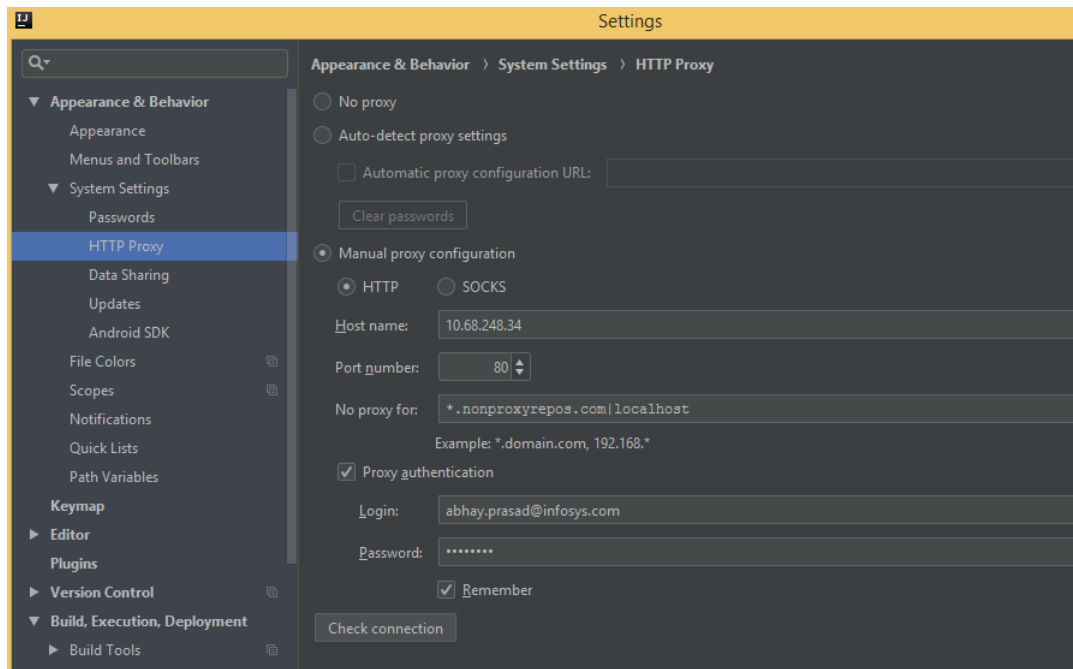 Settings
Appearance & Behavior
Appearance
Menus and Toolbars
System Settings
Passwords
HTTP Proxy
Data Sharing
Updates
Android SDK
File Colors
Scopes
Notifications
Quick Lists
Path Variables
Keymap
Editor
Plugins
Version Control
Build, Execution, Deployment
Build Tools
Appearance & Behavior > System Settings > HTTP Proxy
No proxy
Auto-detect proxy settings
Automatic proxy configuration URL:
Clear passwords
Manual proxy configuration
HTTP SOCKS
Host name: 10.68.248.34
Port number: 80
No proxy for: *.nonproxyrepos.com|localhost
Example: *.domain.com, 192.168.*
Proxy authentication
Login: abhay.prasad@infosys.com
Password: ••••••••
Remember
Check connection